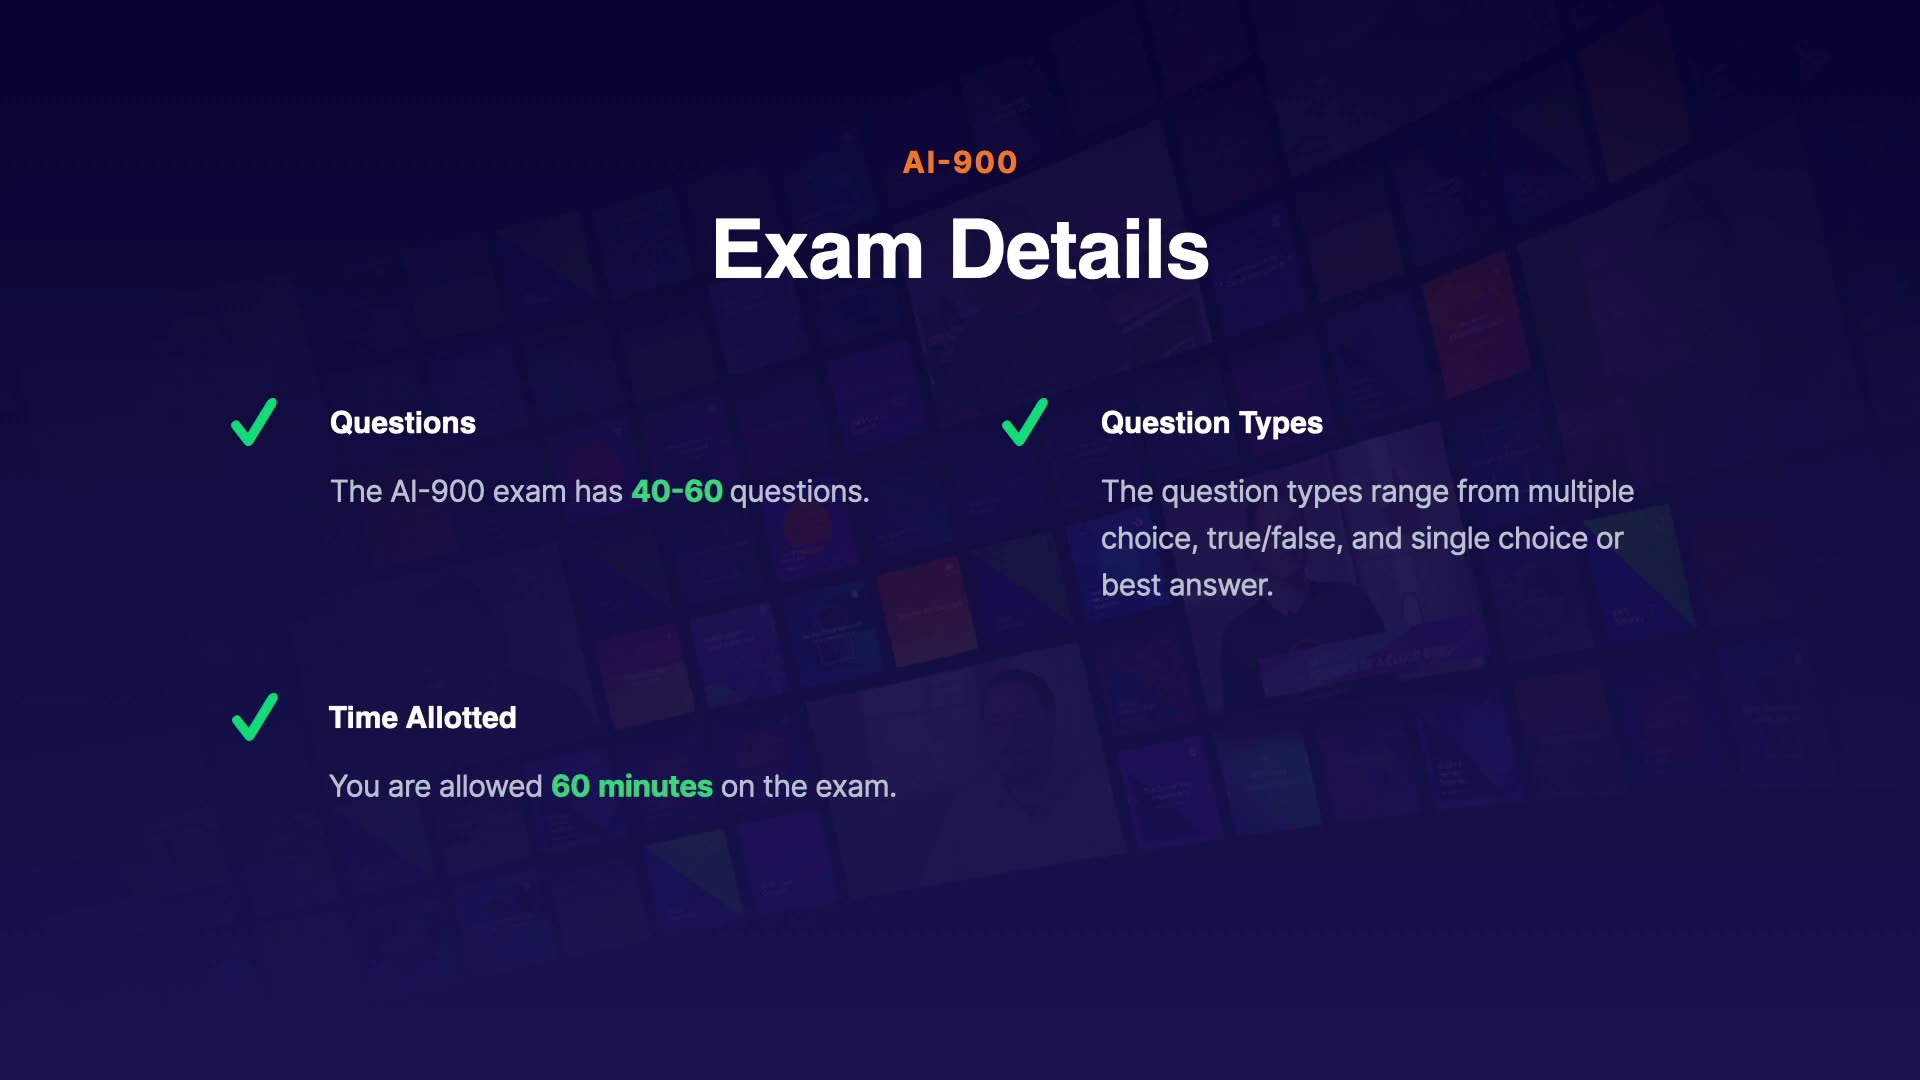 AI-900
Exam Details
Questions
The AI-900 exam has 40-60 questions.
Question Types
The question types range from multiple
choice, true/false, and single choice or
best answer.
Time Allotted
You are allowed 60 minutes on the exam.